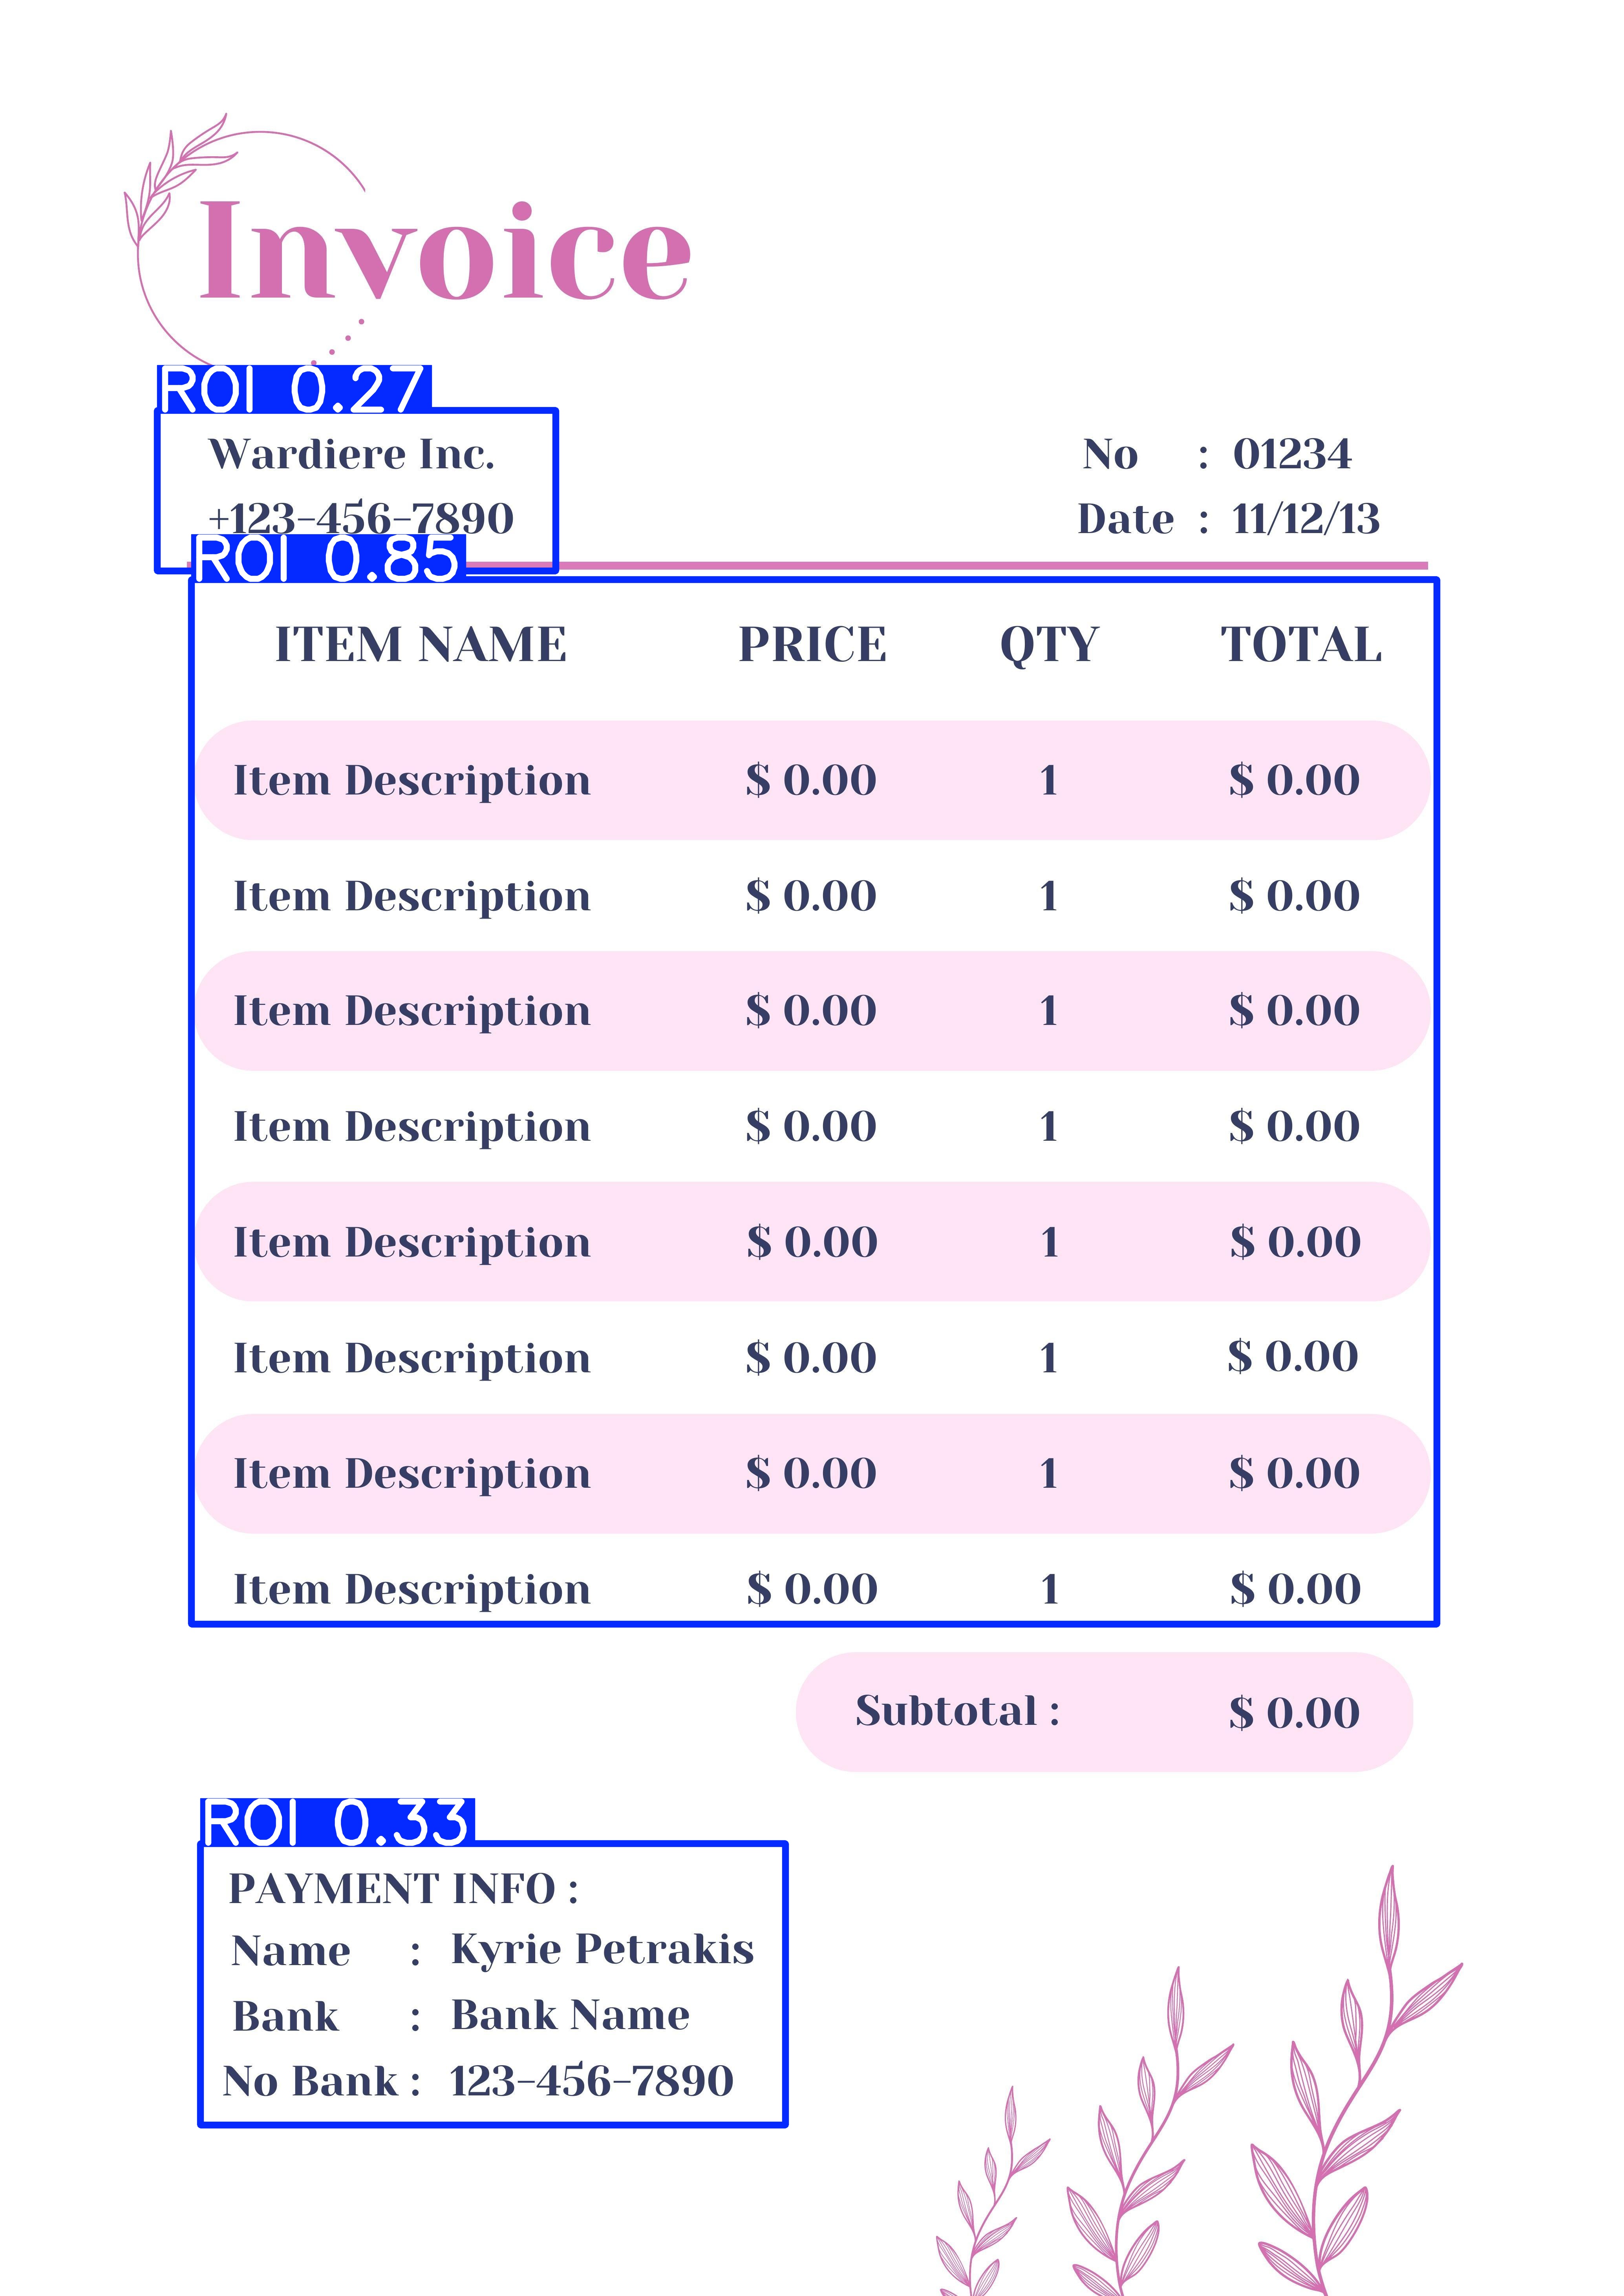 Invoice
ROI 0.27
Wardiere Inc.
No : 01234
+123-456-7890
Date : 11/12/13
ROI 0.85
ITEM NAME PRICE QTY TOTAL
Item Description $ 0.00 1 $ 0.00
Item Description $ 0.00 1 $ 0.00
Item Description $ 0.00 1 $ 0.00
Item Description $ 0.00 1 $ 0.00
Item Description $ 0.00 1 $ 0.00
Item Description $ 0.00 1 $ 0.00
Item Description $ 0.00 1 $ 0.00
Item Description $ 0.00 1 $ 0.00
Subtotal : $ 0.00
ROI 0.33
PAYMENT INFO :
Name : Kyrie Petrakis
Bank : Bank Name
No Bank : 123-456-7890